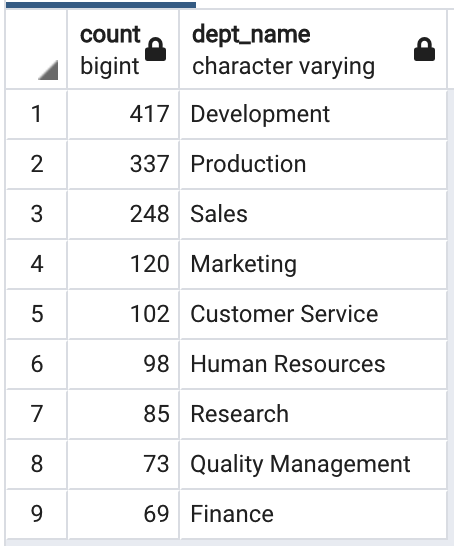 count dept_name
bigint character varying
1 417 Development
2 337 Production
3 248 Sales
4 120 Marketing
5 102 Customer Service
6 98 Human Resources
7 85 Research
8 73 Quality Management
9 69 Finance